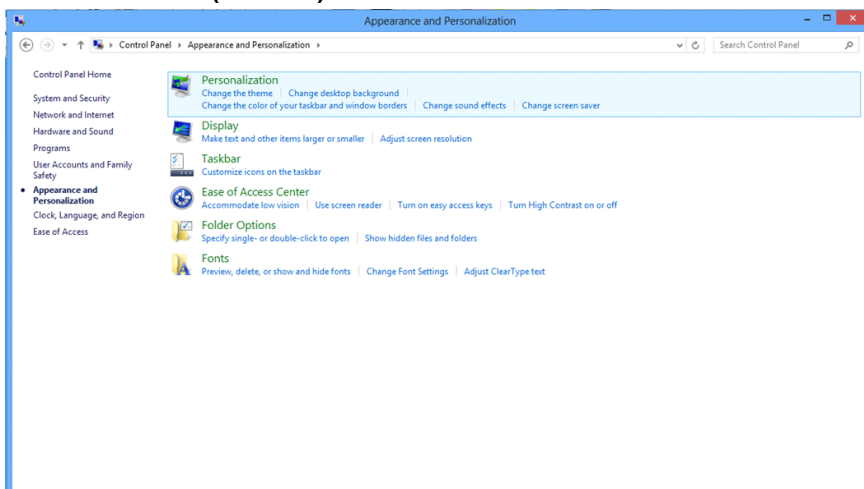 Appearance and Personalization
Control Panel Appearance and Personalization
Search Control Panel
Control Panel Home
System and Security
Network and Internet
Hardware and Sound
Programs
User Accounts and Family
Safety
Appearance and
Personalization
Clock, Language, and Region
Ease of Access
Personalization
Change the theme Change desktop background
Change the color of your taskbar and window borders Change sound effects Change screen saver
Display
Make text and other items larger or smaller Adjust screen resolution
Taskbar
Customize icons on the taskbar
Ease of Access Center
Accommodate low vision Use screen reader Turn on easy access keys Turn High Contrast on or off
Folder Options
Specify single- or double-click to open Show hidden files and folders
Fonts
Preview, delete, or show and hide fonts Change Font Settings Adjust ClearType text